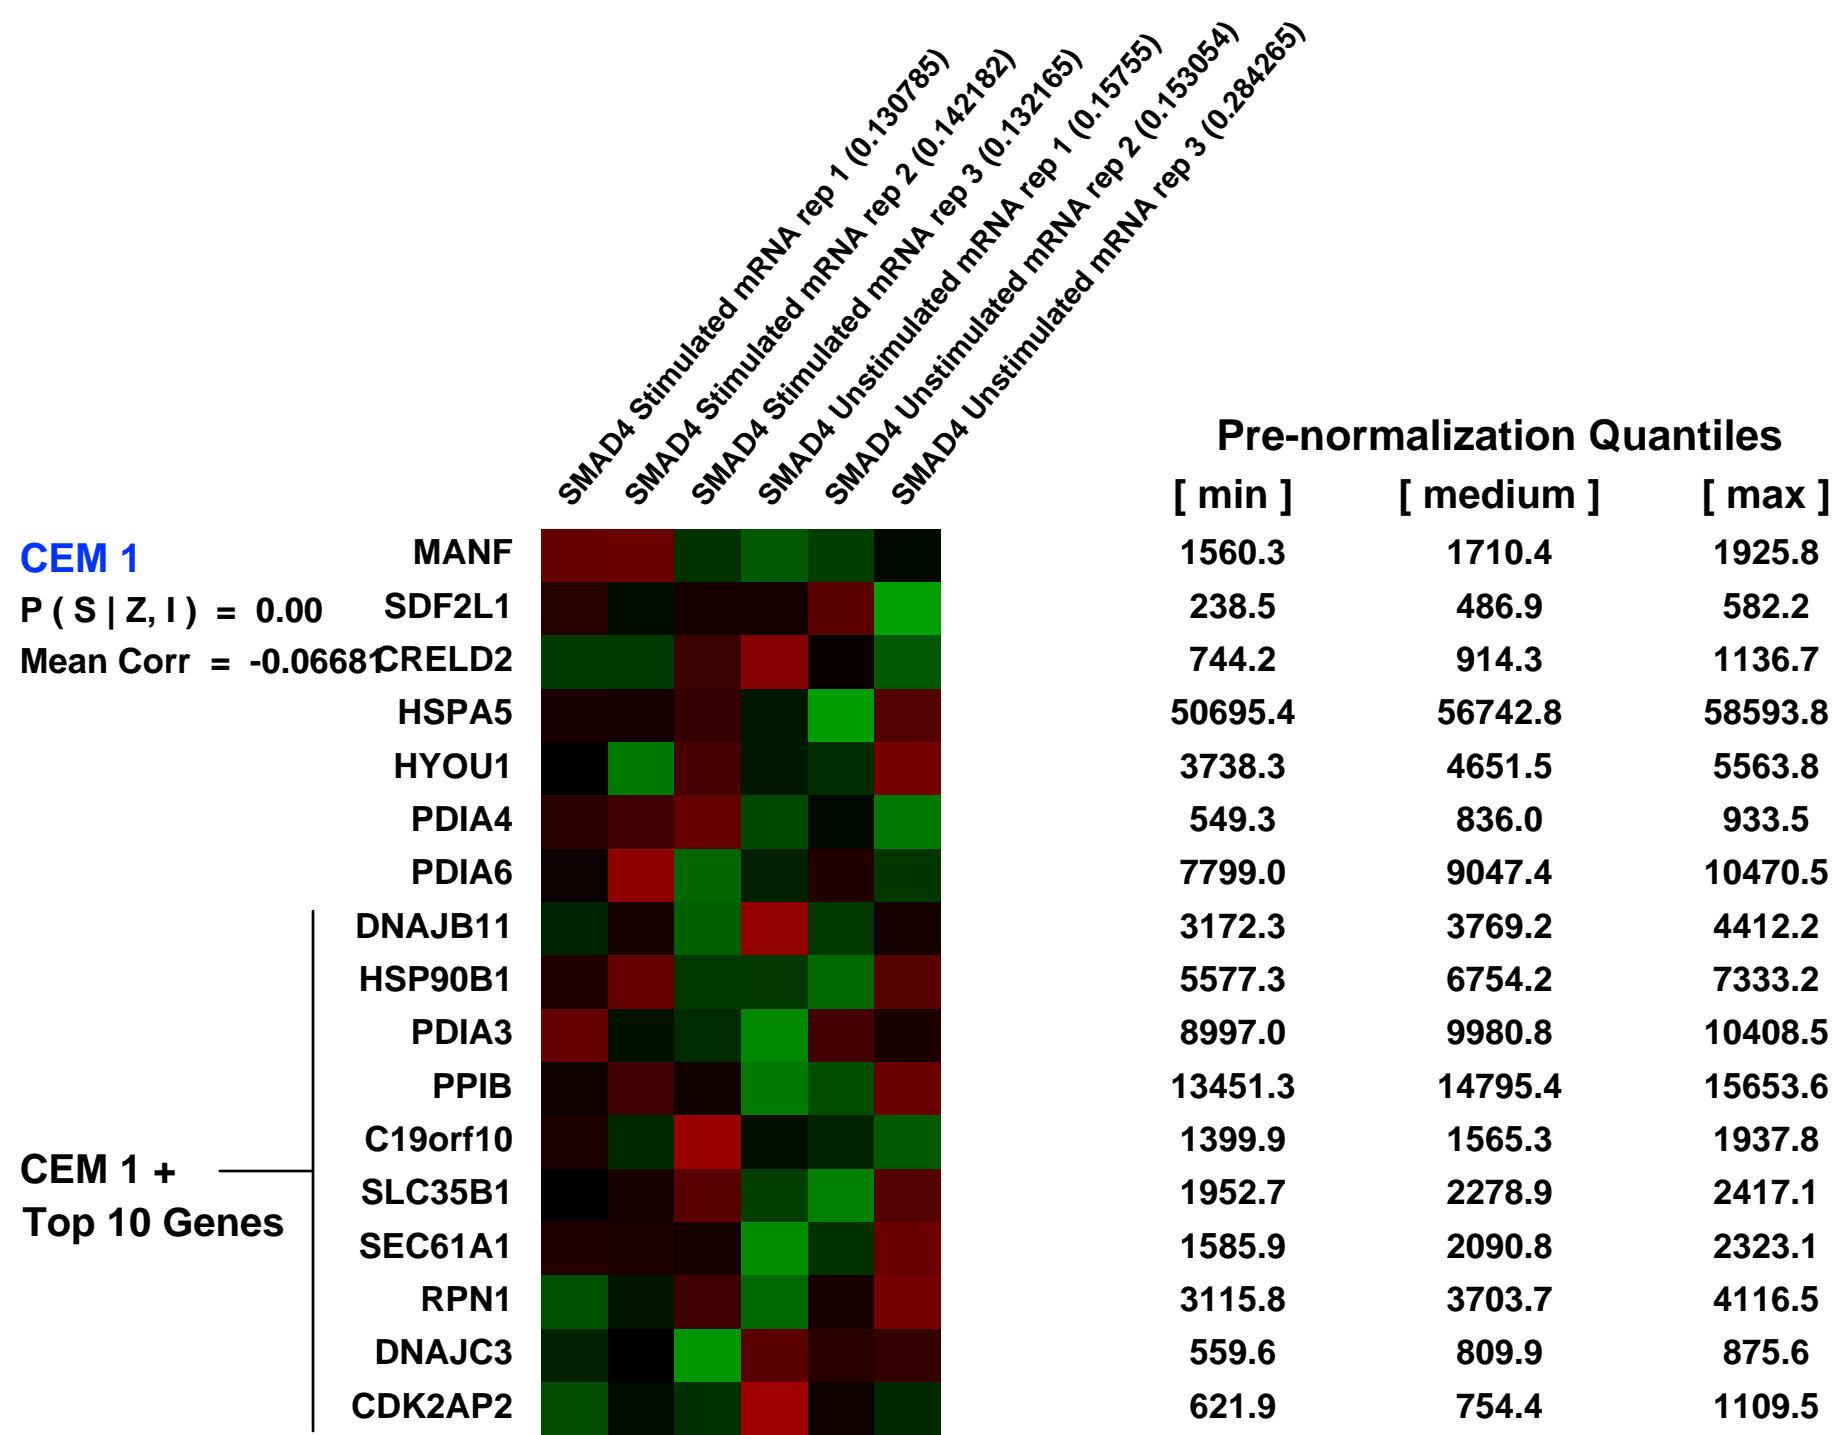 SMAD4 Stimulated mRNA rep 1 (0.130785)
SMAD4 Stimulated mRNA rep 2 (0.142182)
SMAD4 Stimulated mRNA rep 3 (0.132165)
SMAD4 Unstimulated mRNA rep 1 (0.15755)
SMAD4 Unstimulated mRNA rep 2 (0.153054)
SMAD4 Unstimulated mRNA rep 3 (0.284265)
Pre-normalization Quantiles
[ min ] [ medium ] [ max ]
CEM 1
P ( S | Z, I ) = 0.00
Mean Corr = -0.06681
MANF 1560.3 1710.4 1925.8
SDF2L1 238.5 486.9 582.2
CRELD2 744.2 914.3 1136.7
HSPA5 50695.4 56742.8 58593.8
HYOU1 3738.3 4651.5 5563.8
PDIA4 549.3 836.0 933.5
PDIA6 7799.0 9047.4 10470.5
DNAJB11 3172.3 3769.2 4412.2
HSP90B1 5577.3 6754.2 7333.2
PDIA3 8997.0 9980.8 10408.5
PPIB 13451.3 14795.4 15653.6
C19orf10 1399.9 1565.3 1937.8
SLC35B1 1952.7 2278.9 2417.1
SEC61A1 1585.9 2090.8 2323.1
RPN1 3115.8 3703.7 4116.5
DNAJC3 559.6 809.9 875.6
CDK2AP2 621.9 754.4 1109.5
CEM 1 +
Top 10 Genes